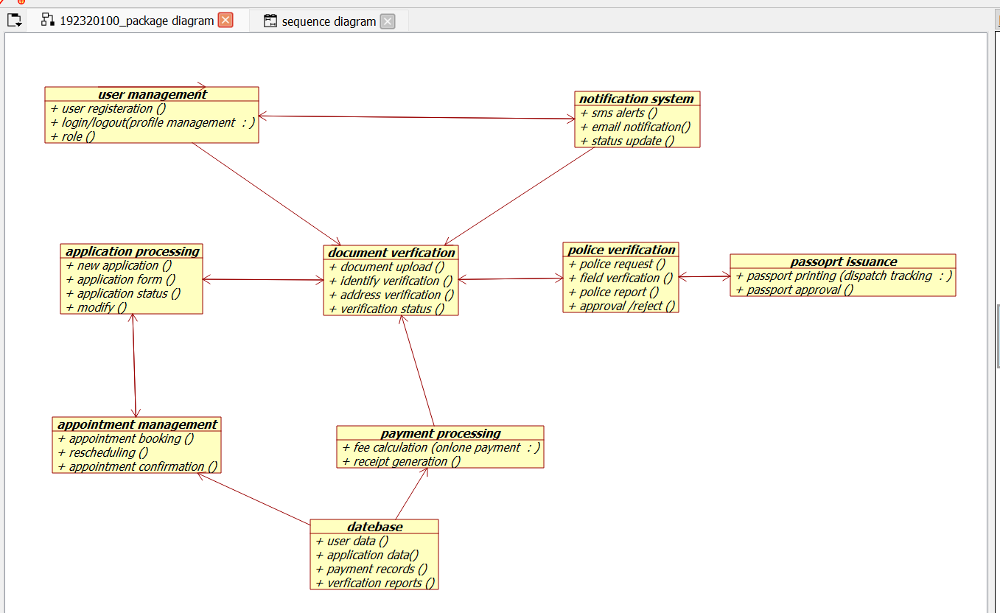 192320100_package diagram
sequence diagram
user management
+ user registeration ()
+ login/logout(profile management : )
+ role ()
notification system
+ sms alerts ()
+ email notification()
+ status update ()
application processing
+ new application ()
+ application form ()
+ application status ()
+ modify ()
document verfication
+ document upload ()
+ identify verification ()
+ address verification ()
+ verification status ()
police verification
+ police request ()
+ field verfication ()
+ police report ()
+ approval /reject ()
passoprt issuance
+ passport printing (dispatch tracking : )
+ passport approval ()
appointment management
+ appointment booking ()
+ rescheduling ()
+ appointment confirmation ()
payment processing
+ fee calculation (onlone payment : )
+ receipt generation ()
datebase
+ user data ()
+ application data()
+ payment records ()
+ verfication reports ()